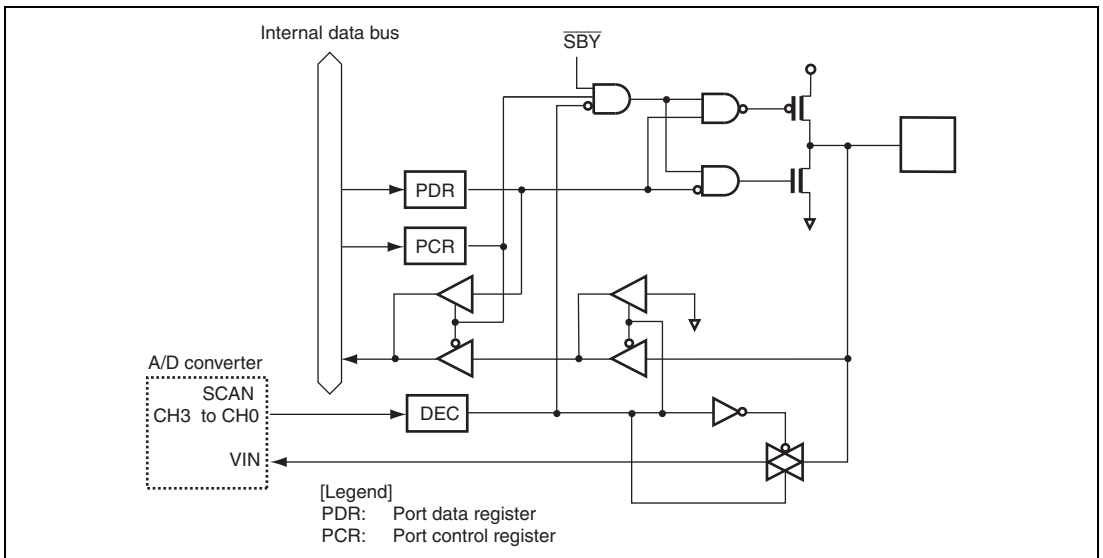 Internal data bus
SBY
PDR
PCR
A/D converter
SCAN
CH3 to CH0
DEC
VIN
[Legend]
PDR: Port data register
PCR: Port control register